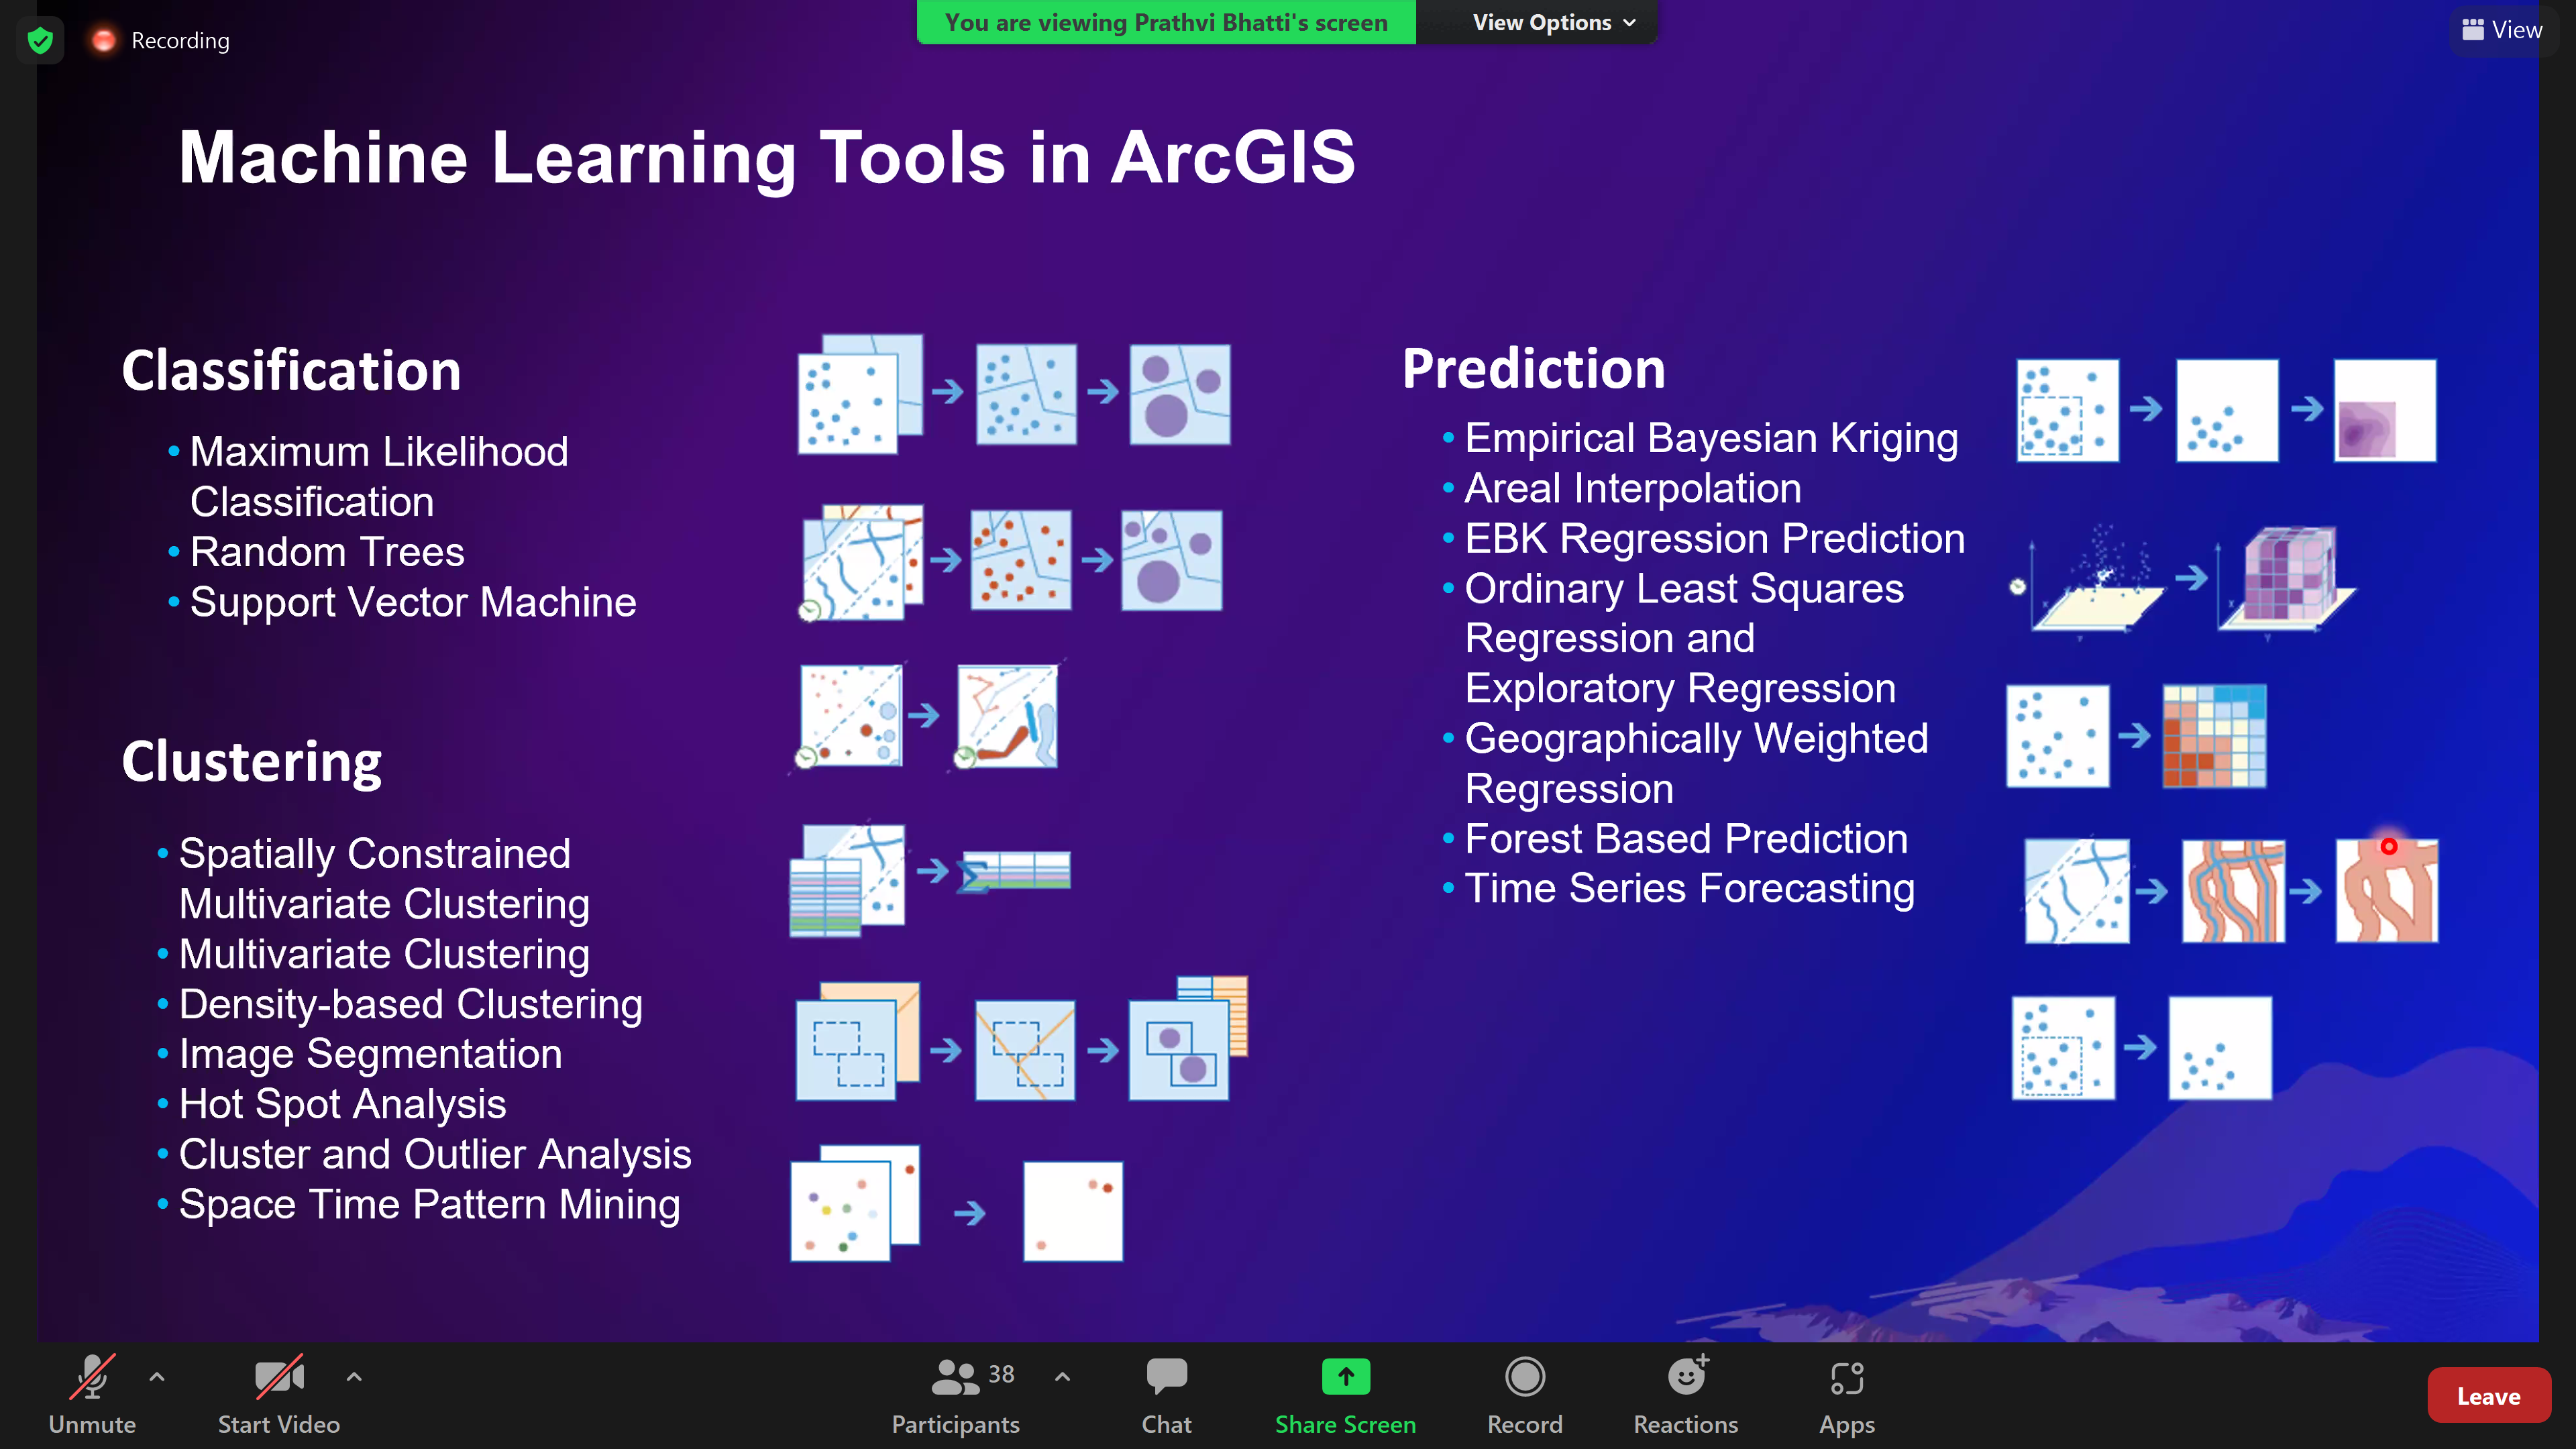 Recording
You are viewing Prathvi Bhatti's screen
View Options
View
Machine Learning Tools in ArcGIS
Classification
• Maximum Likelihood
Classification
• Random Trees
• Support Vector Machine
Clustering
• Spatially Constrained
Multivariate Clustering
• Multivariate Clustering
• Density-based Clustering
• Image Segmentation
• Hot Spot Analysis
• Cluster and Outlier Analysis
• Space Time Pattern Mining
Σ
Prediction
• Empirical Bayesian Kriging
• Areal Interpolation
• EBK Regression Prediction
• Ordinary Least Squares
Regression and
Exploratory Regression
• Geographically Weighted
Regression
• Forest Based Prediction
• Time Series Forecasting
Unmute
Start Video
38
Participants
Chat
Share Screen
Record
Reactions
Apps
Leave